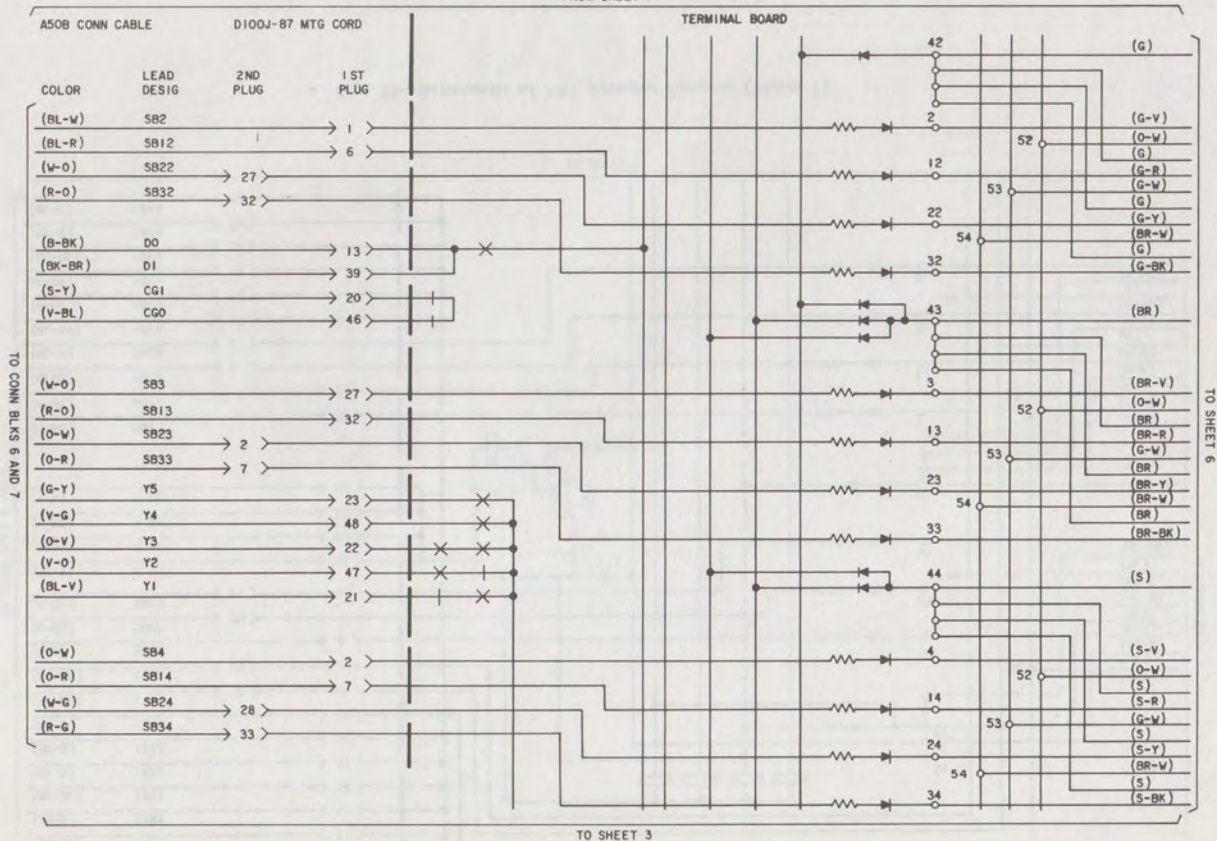 A50B CONN CABLE D100J-87 MTG CORD TERMINAL BOARD
COLOR LEAD DESIG 2ND PLUG 1ST PLUG
(BL-W) SB2 1
(BL-R) SB12 6
(W-O) SB22 27
(R-O) SB32 32
(B-BK) D0 13
(BK-BR) D1 39
(S-Y) CG1 20
(V-BL) CG0 46
(W-O) SB3 27
(R-O) SB13 32
(O-W) SB23 2
(O-R) SB33 7
(G-Y) Y5 23
(V-G) Y4 48
(O-V) Y3 22
(V-O) Y2 47
(BL-V) Y1 21
(O-W) SB4 2
(O-R) SB14 7
(W-G) SB24 28
(R-G) SB34 33
TO CONN BLKS 6 AND 7
42 (G)
2 (G-V)
52 (O-W)
(G)
12 (G-R)
53 (G-W)
(G)
22 (G-Y)
54 (BR-W)
(G)
32 (G-BK)
43 (BR)
3 (BR-V)
52 (O-W)
(BR)
13 (BR-R)
53 (G-W)
(BR)
23 (BR-Y)
54 (BR-W)
(BR)
33 (BR-BK)
44 (S)
4 (S-V)
52 (O-W)
(S)
14 (S-R)
53 (G-W)
(S)
24 (S-Y)
54 (BR-W)
(S)
34 (S-BK)
TO SHEET 6
TO SHEET 3